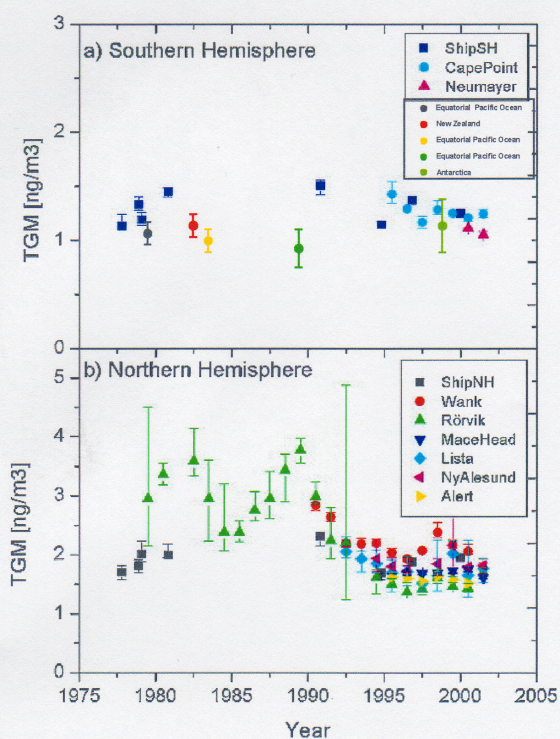 3
a) Southern Hemisphere
ShipSH
CapePoint
Neumayer
Equatorial Pacific Ocean
New Zealand
Equatorial Pacific Ocean
Equatorial Pacific Ocean
Antarctica
2
1
0
TGM [ng/m3]
b) Northern Hemisphere
ShipNH
Wank
Rörvik
MaceHead
Lista
NyAlesund
Alert
5
4
3
2
1
0
TGM [ng/m3]
1975 1980 1985 1990 1995 2000 2005
Year